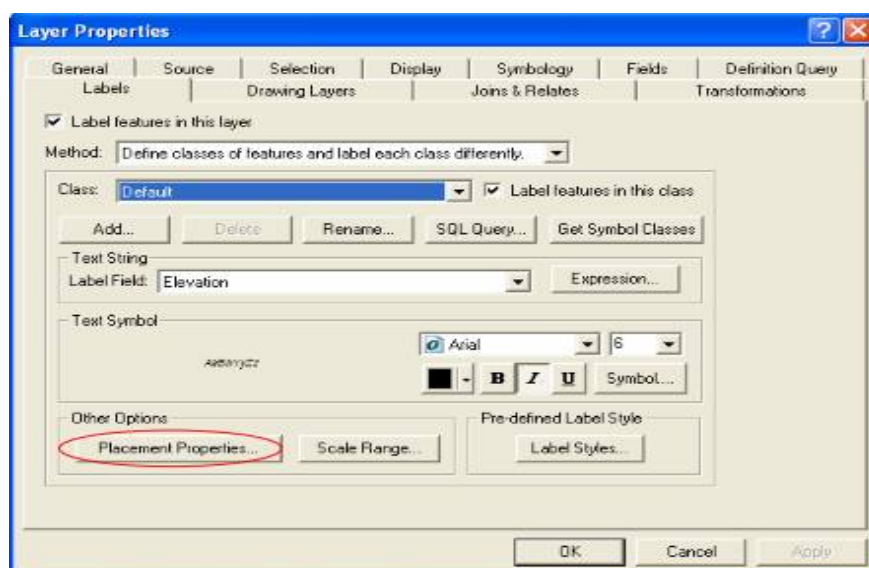 Layer Properties
General Source Selection Display Symbology Fields Definition Query
Labels Drawing Layers Joins & Relates Transformations
Label features in this layer
Method: Define classes of features and label each class differently.
Class: Default Label features in this class
Add... Delete Rename... SQL Query... Get Symbol Classes
Text String
Label Field: Elevation Expression...
Text Symbol
Arial 6
AaBbYyZz
B I U Symbol...
Other Options Pre-defined Label Style
Placement Properties... Scale Range... Label Styles...
OK Cancel Apply